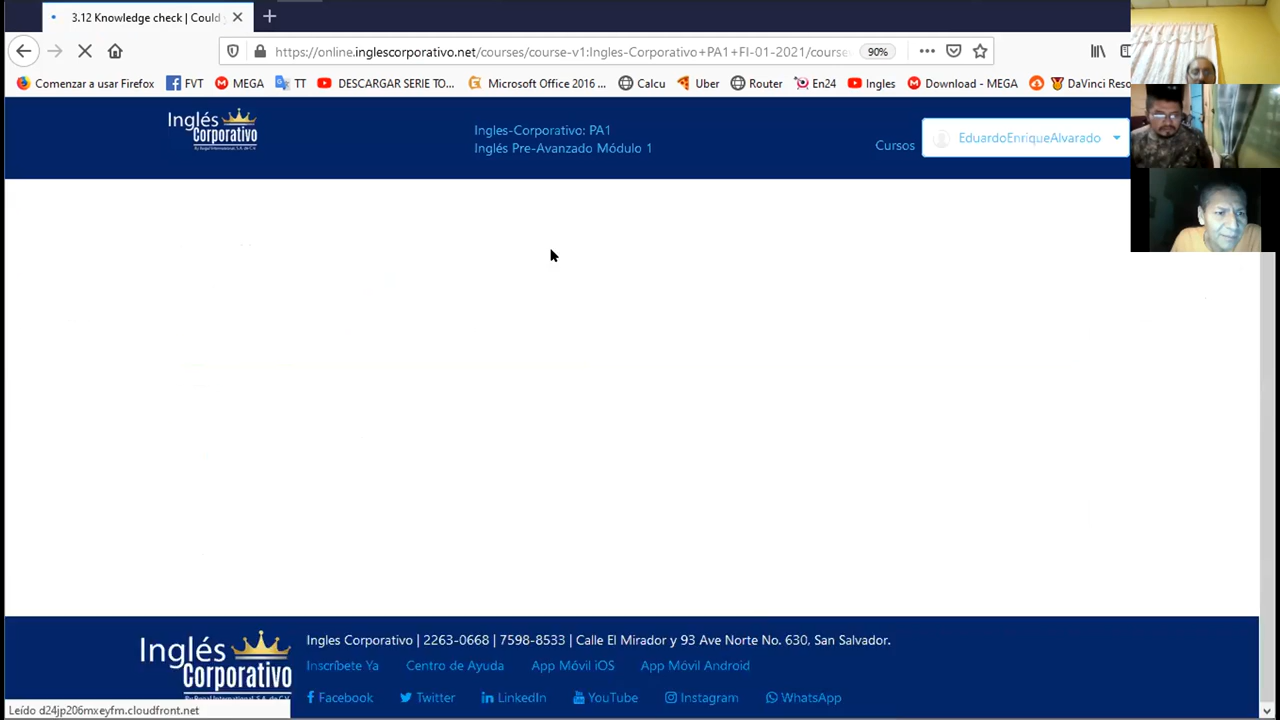 3.12 Knowledge check | Could
https://online.inglescorporativo.net/courses/course-v1:Ingles-Corporativo+PA1+FI-01-2021/course
90%
Comenzar a usar Firefox
FVT
MEGA
TT
DESCARGAR SERIE TO...
Microsoft Office 2016 ...
Calcu
Uber
Router
En24
Ingles
Download - MEGA
DaVinci Reso
Inglés
Corporativo
Ingles-Corporativo: PA1
Inglés Pre-Avanzado Módulo 1
Cursos
EduardoEnriqueAlvarado
Inglés
Corporativo
Ingles Corporativo | 2263-0668 | 7598-8533 | Calle El Mirador y 93 Ave Norte No. 630, San Salvador.
Inscríbete Ya
Centro de Ayuda
App Móvil iOS
App Móvil Android
Facebook
Twitter
LinkedIn
YouTube
Instagram
WhatsApp
Leído d24jp206mxeyfm.cloudfront.net